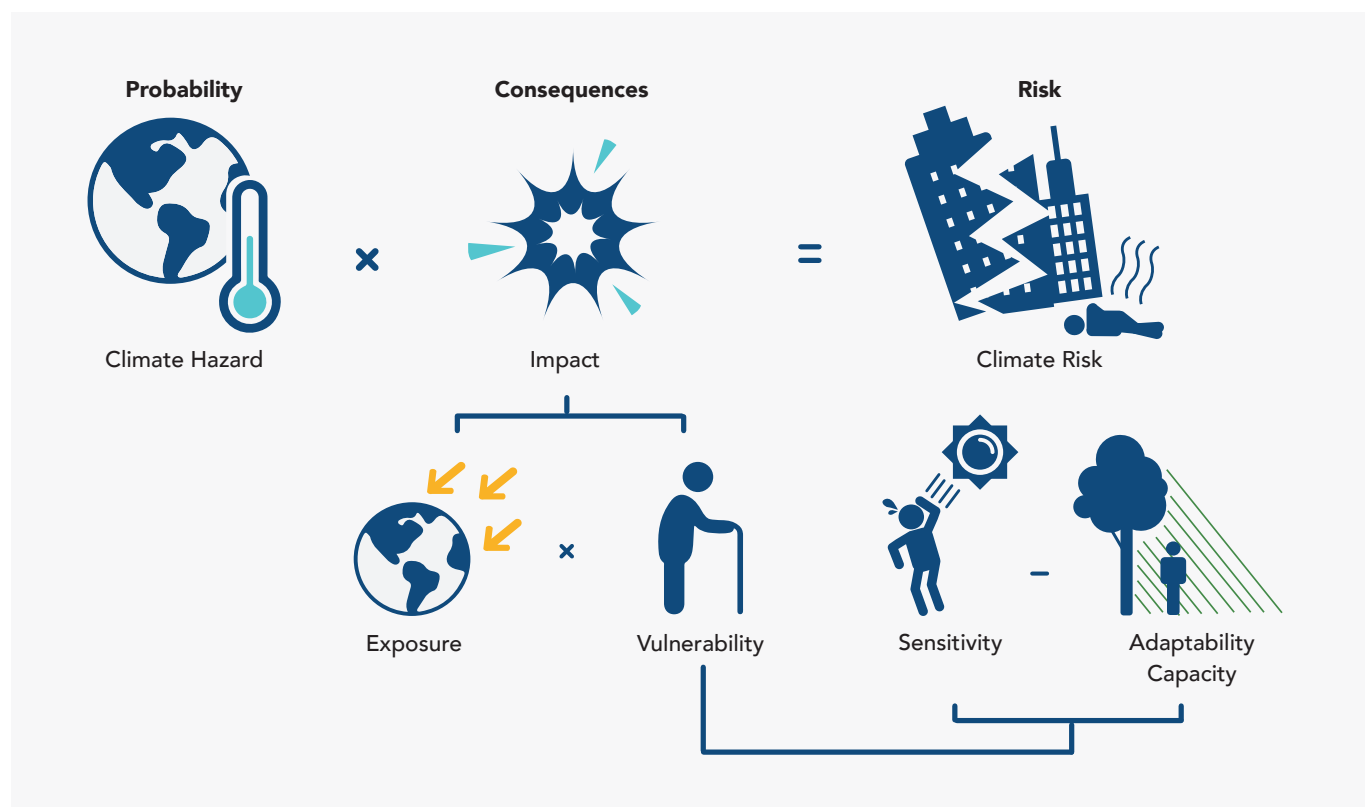 Probability
Consequences
Risk
×
=
Climate Hazard
Impact
Climate Risk
×
–
Exposure
Vulnerability
Sensitivity
Adaptability
Capacity